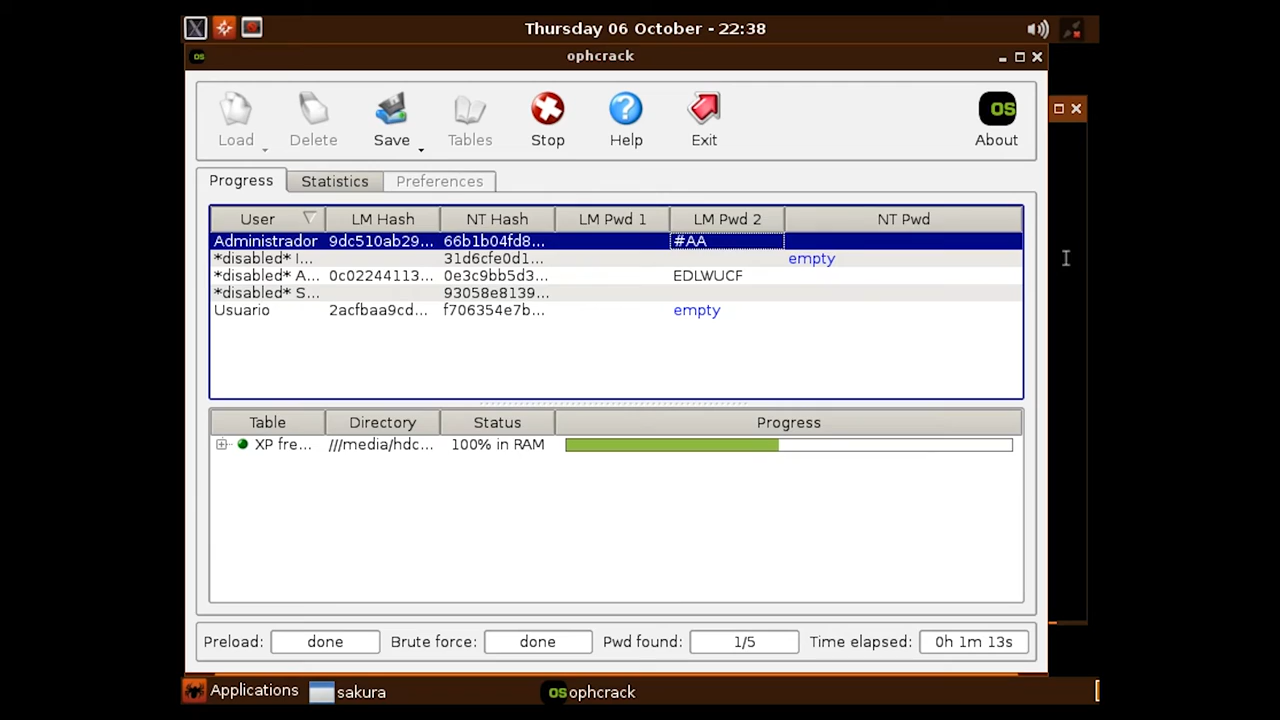 Thursday 06 October - 22:38
ophcrack
Load Delete Save Tables Stop Help Exit OS About
Progress Statistics Preferences
User LM Hash NT Hash LM Pwd 1 LM Pwd 2 NT Pwd
Administrador 9dc510ab29... 66b1b04fd8... #AA
*disabled* I... 31d6cfe0d1... empty
*disabled* A... 0c02244113... 0e3c9bb5d3... EDLWUCF
*disabled* S... 93058e8139...
Usuario 2acfbaa9cd... f706354e7b... empty
Table Directory Status Progress
XP fre... ///media/hdc... 100% in RAM
Preload: done Brute force: done Pwd found: 1/5 Time elapsed: 0h 1m 13s
Applications sakura OS ophcrack